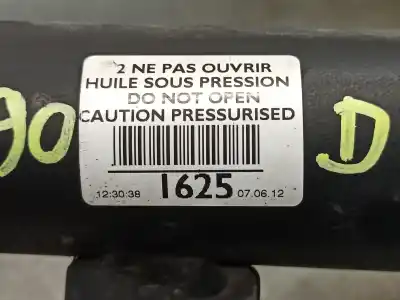 2 NE PAS OUVRIR
HUILE SOUS PRESSION
DO NOT OPEN
CAUTION PRESSURISED
90 D
12:30:38 1625 07.06.12